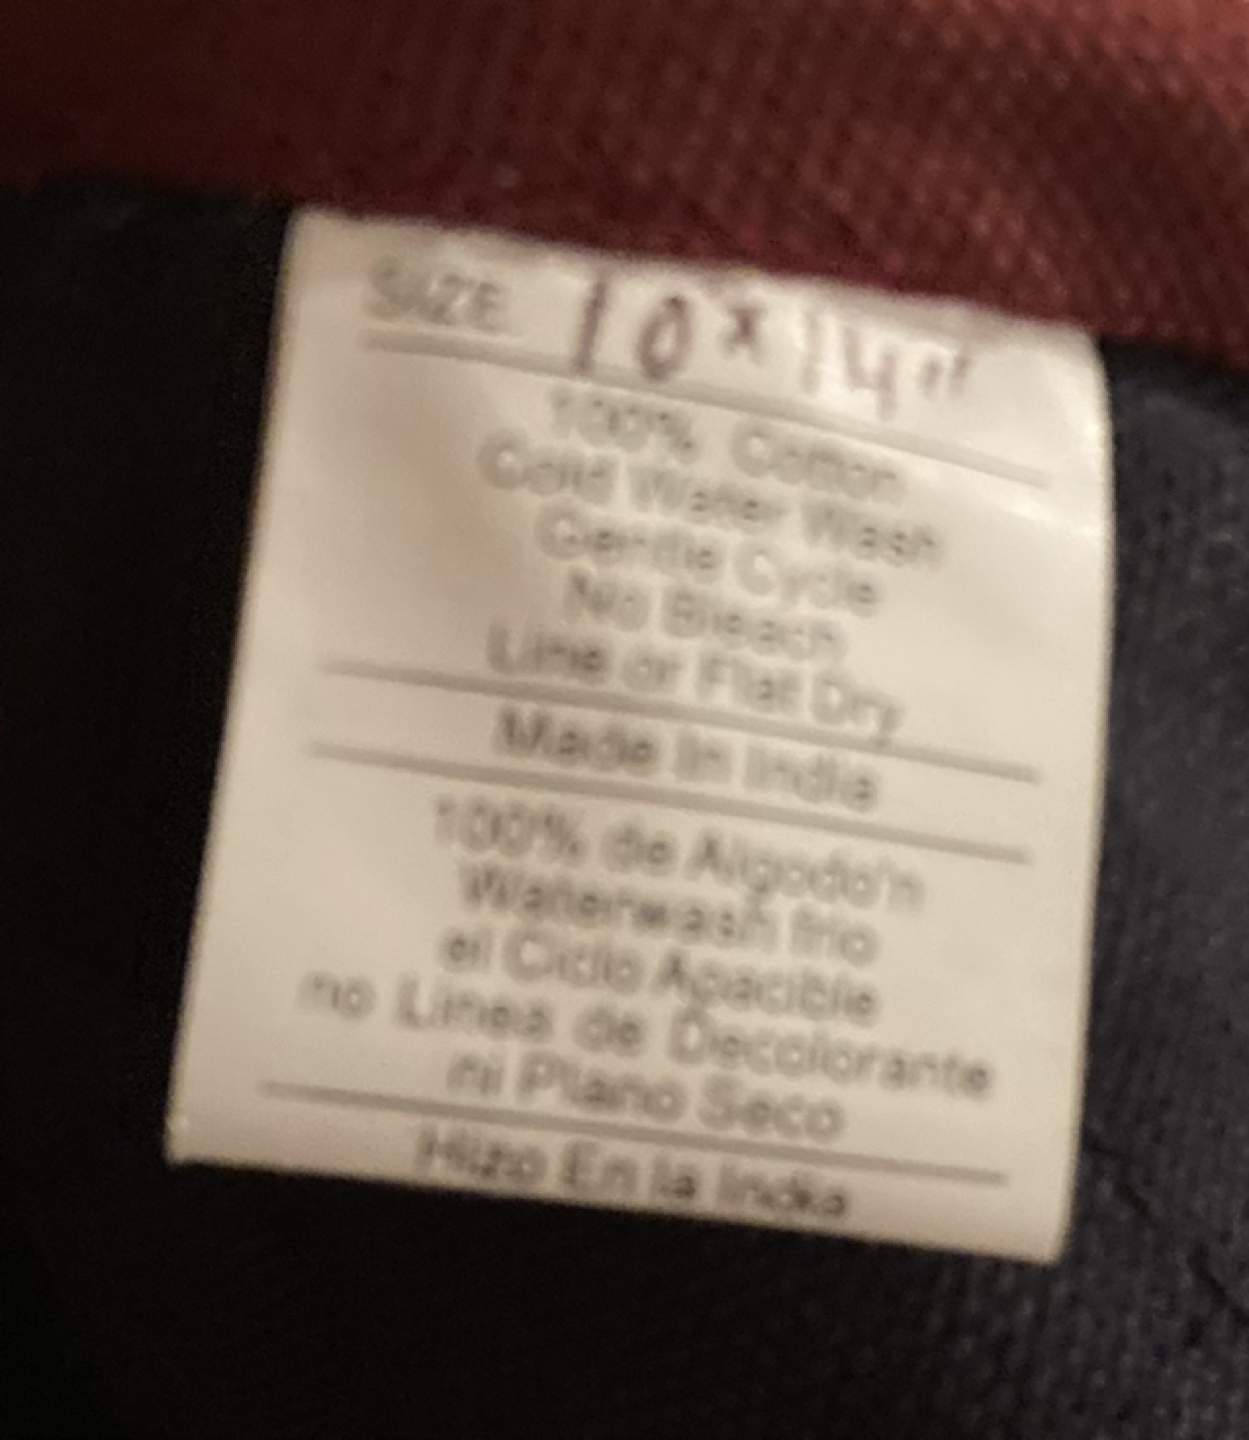 SIZE 10 x 14"
100% Cotton
Cold Water Wash
Gentle Cycle
No Bleach
Line or Flat Dry
Made In India
100% de Algodo'n
Waterwash frio
el Ciclo Apacible
no Linea de Decolorante
ni Plano Seco
Hizo En la India